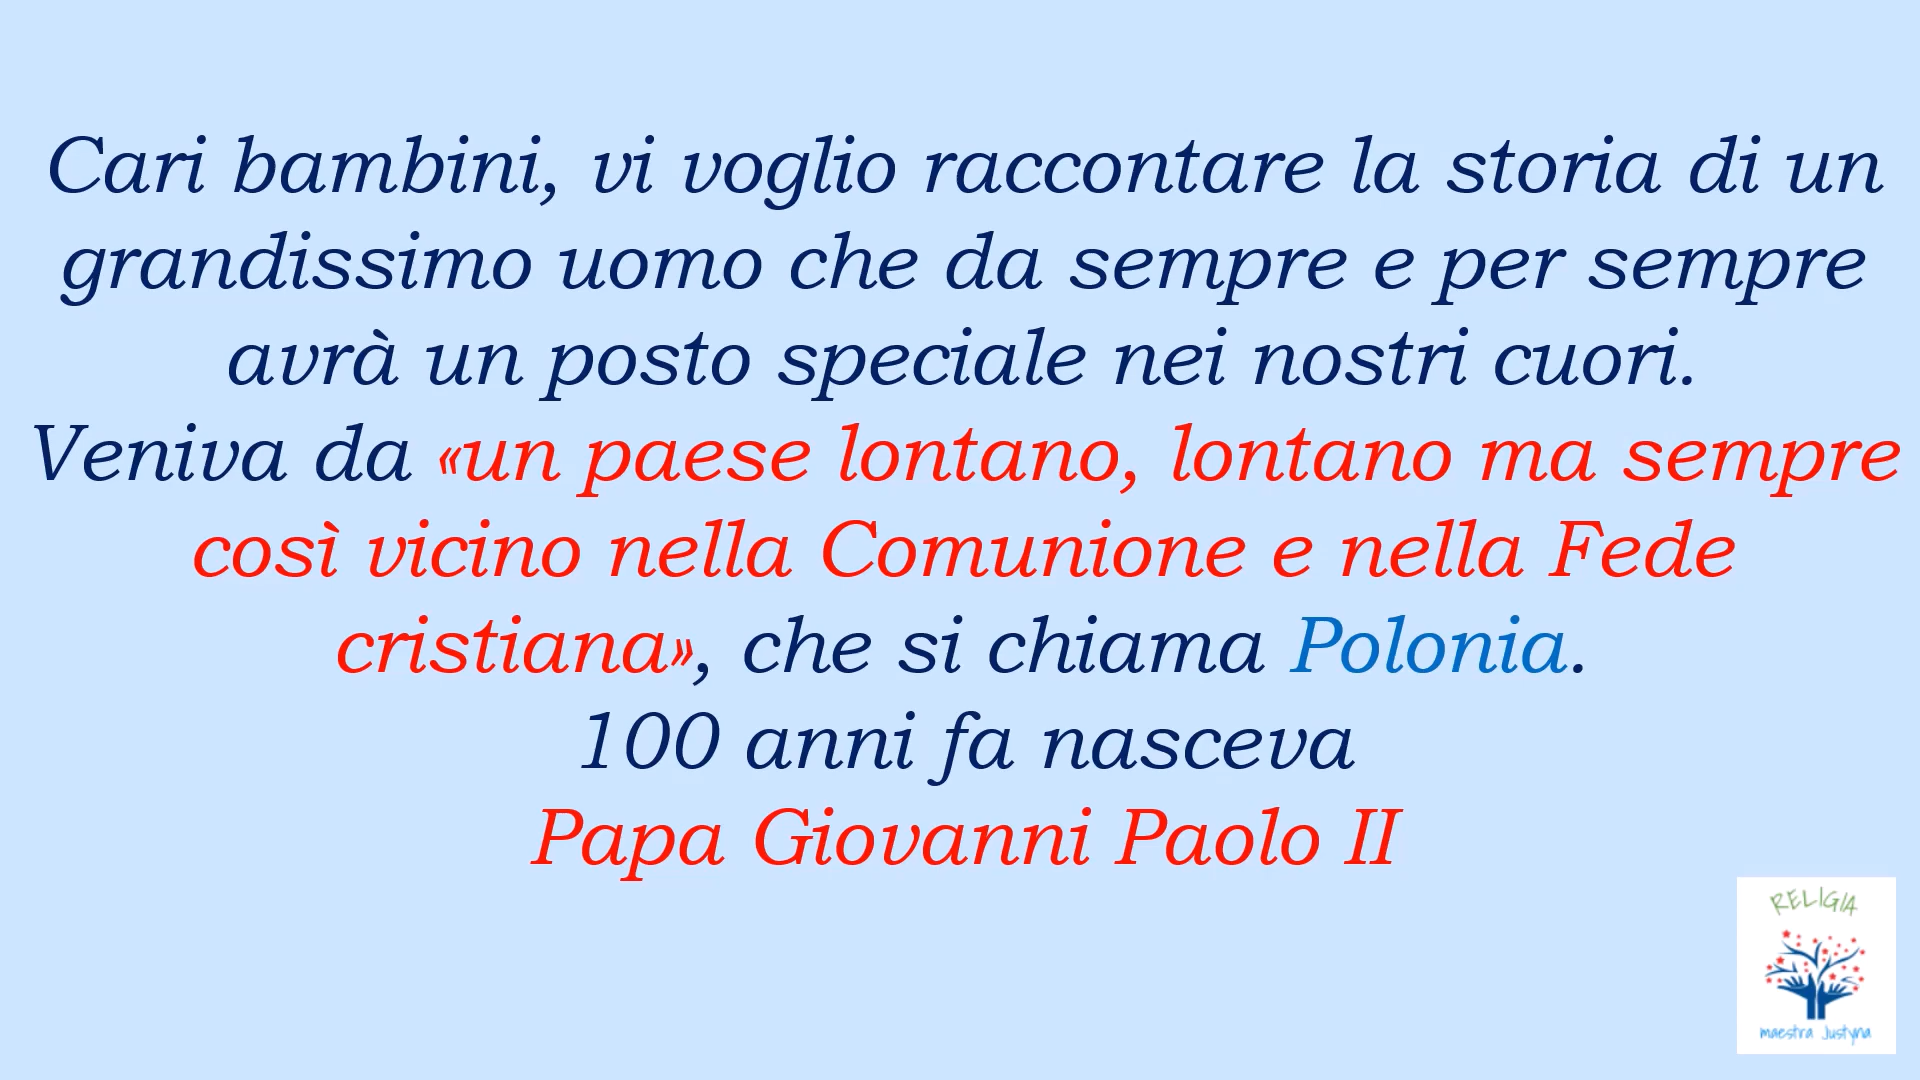 Cari bambini, vi voglio raccontare la storia di un
grandissimo uomo che da sempre e per sempre
avrà un posto speciale nei nostri cuori.
Veniva da «un paese lontano, lontano ma sempre
così vicino nella Comunione e nella Fede
cristiana», che si chiama Polonia.
100 anni fa nasceva
Papa Giovanni Paolo II
RELIGIA
maestra Justyna